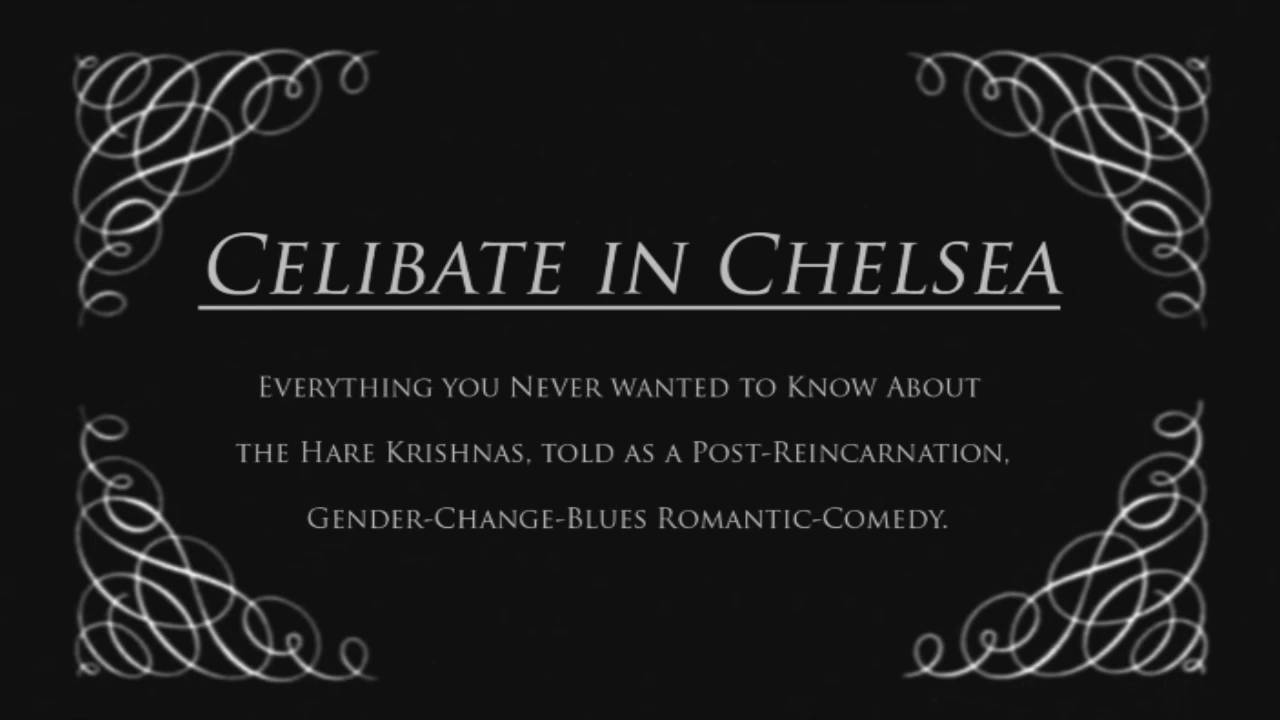 Celibate in Chelsea
Everything you Never wanted to Know About
the Hare Krishnas, told as a Post-Reincarnation,
Gender-Change-Blues Romantic-Comedy.